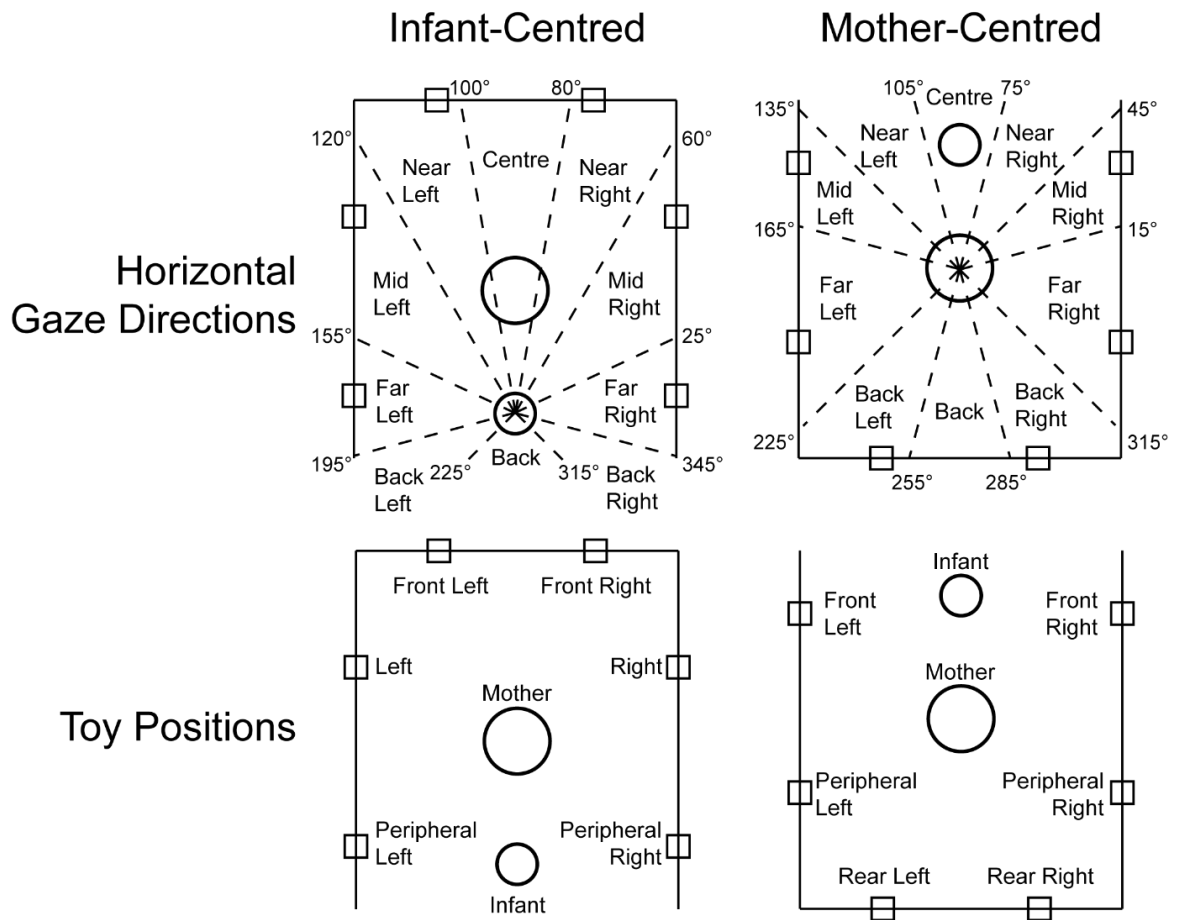 Infant-Centred
Mother-Centred
Horizontal
Gaze Directions
100°
80°
120°
60°
Near
Left
Centre
Near
Right
Mid
Left
Mid
Right
155°
25°
Far
Left
Far
Right
195°
225°
Back
315°
345°
Back
Left
Back
Right
105°
Centre
75°
135°
45°
Near
Left
Near
Right
Mid
Left
Mid
Right
165°
15°
Far
Left
Far
Right
Back
Left
Back
Back
Right
225°
315°
255°
285°
Toy Positions
Front Left
Front Right
Left
Right
Mother
Peripheral
Left
Peripheral
Right
Infant
Infant
Front
Left
Front
Right
Mother
Peripheral
Left
Peripheral
Right
Rear Left
Rear Right